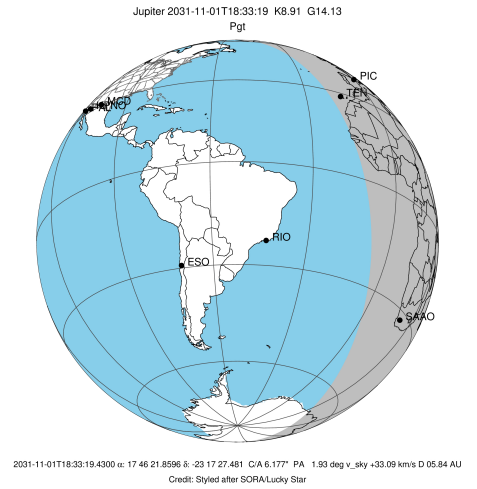 Jupiter 2031-11-01T18:33:19 K8.91 G14.13
Pgt
PIC
TEN
MCD
RIO
ESO
SAAO
2031-11-01T18:33:19.4300 α: 17 46 21.8596 δ: -23 17 27.481 C/A 6.177" PA 1.93 deg v_sky +33.09 km/s D 05.84 AU
Credit: Styled after SORA/Lucky Star